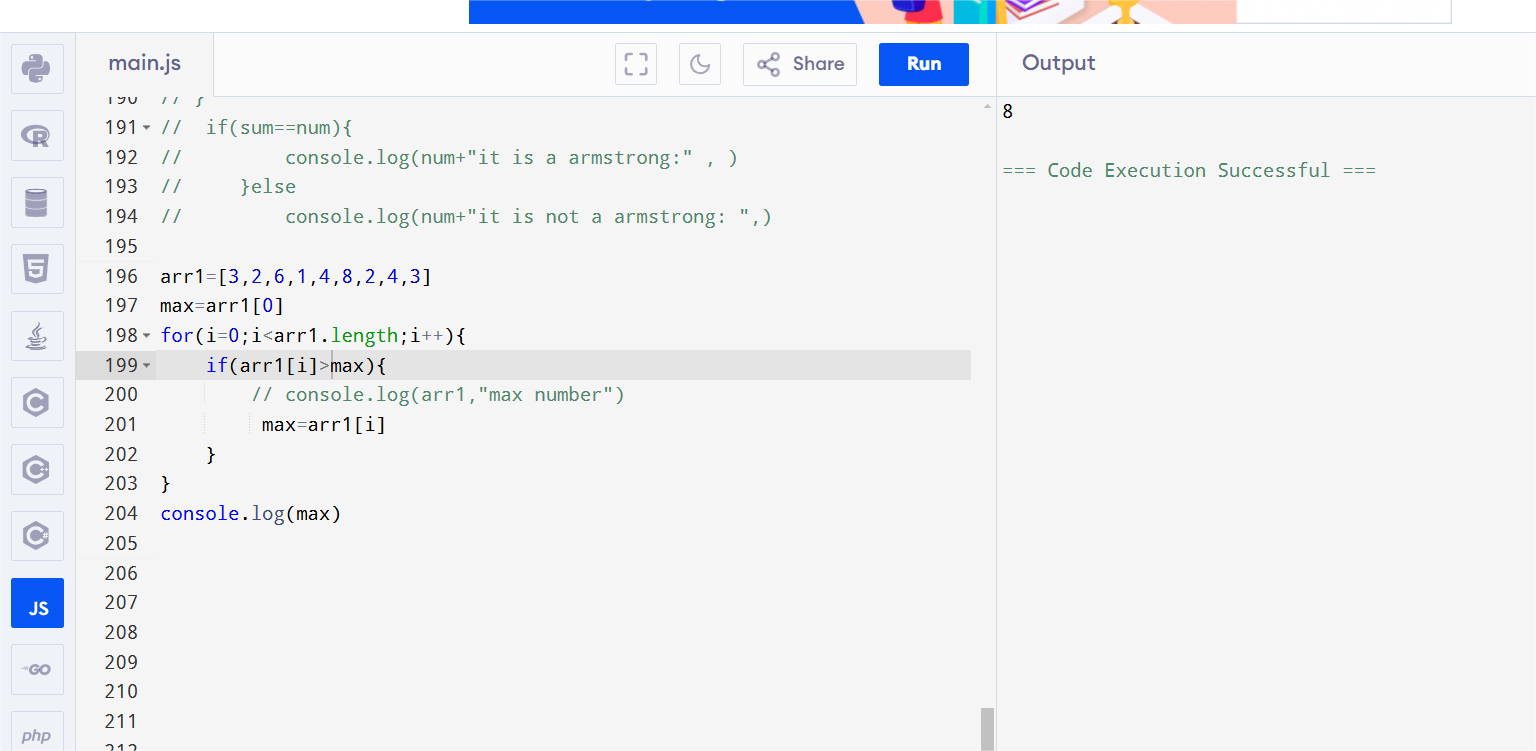 main.js
Share
Run
Output
190 // }
191 // if(sum==num){
192 // console.log(num+"it is a armstrong:" , )
193 // }else
194 // console.log(num+"it is not a armstrong: ",)
195
196 arr1=[3,2,6,1,4,8,2,4,3]
197 max=arr1[0]
198 for(i=0;i<arr1.length;i++){
199 if(arr1[i]>max){
200 // console.log(arr1,"max number")
201 max=arr1[i]
202 }
203 }
204 console.log(max)
205
206
207
208
209
210
211
212
8
=== Code Execution Successful ===
R
5
C
C++
C#
JS
GO
php